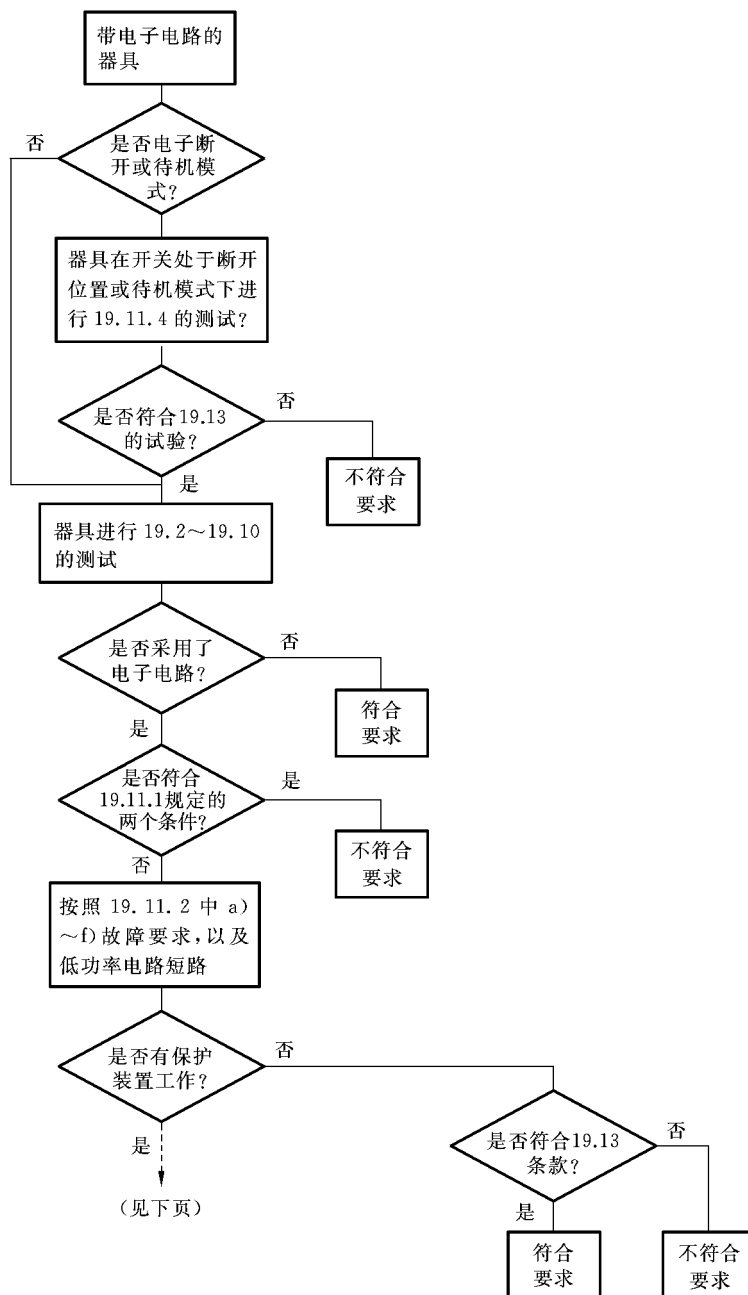 带电子电路的
器具
否
是否电子断
开或待机模
式?
器具在开关处于断开
位置或待机模式下进
行 19.11.4 的测试?
是否符合19.13
的试验?
否
是
不符合
要求
器具进行 19.2～19.10
的测试
是否采用了
电子电路?
否
是
符合
要求
是否符合
19.11.1规定的
两个条件?
是
否
不符合
要求
按照 19.11.2 中 a)
～f)故障要求,以及
低功率电路短路
是否有保护
装置工作?
否
是
(见下页)
是否符合19.13
条款?
否
是
符合
要求
不符合
要求